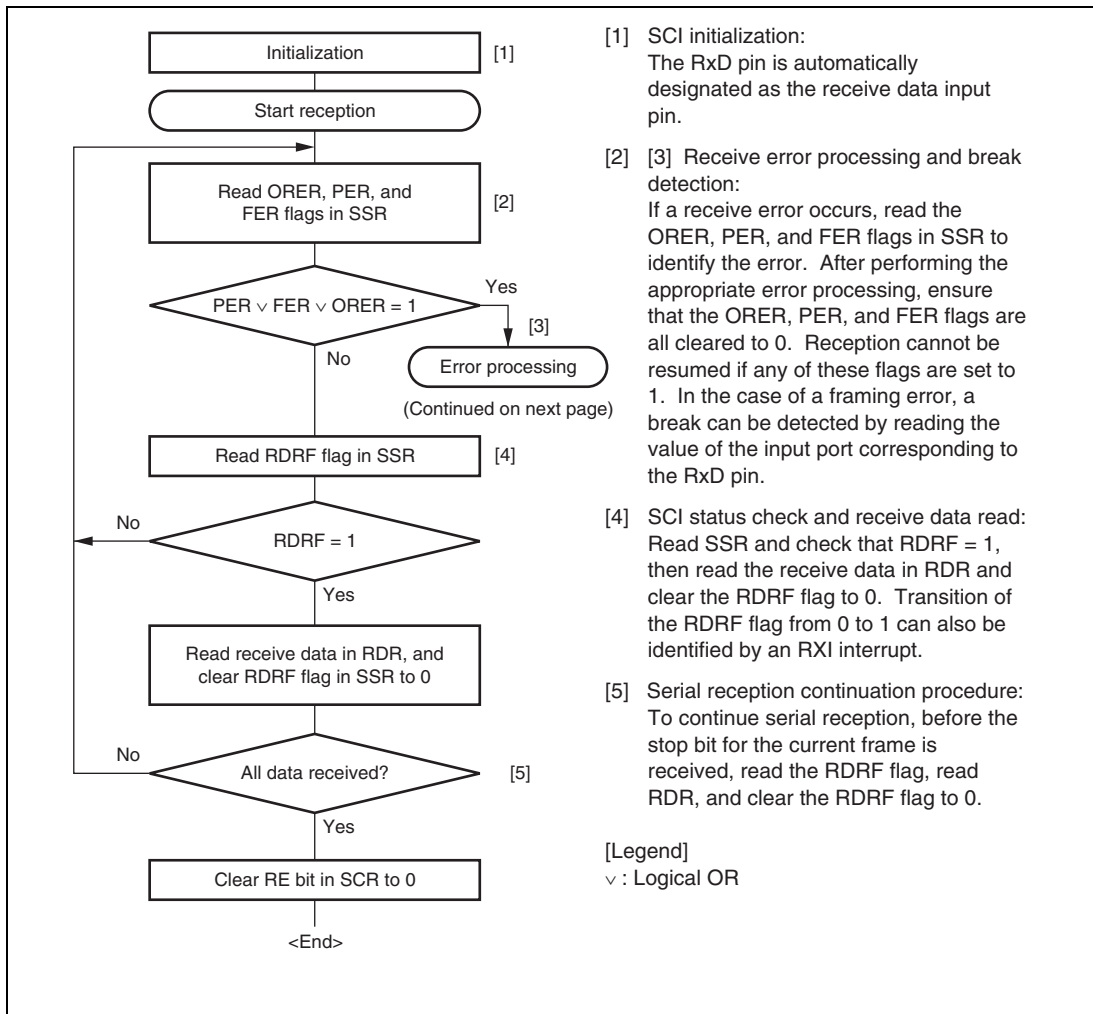 Initialization
[1]
Start reception
Read ORER, PER, and
FER flags in SSR
[2]
PER ∨ FER ∨ ORER = 1
Yes
[3]
No
Error processing
(Continued on next page)
Read RDRF flag in SSR
[4]
No
RDRF = 1
Yes
Read receive data in RDR, and
clear RDRF flag in SSR to 0
No
All data received?
[5]
Yes
Clear RE bit in SCR to 0
<End>
[1] SCI initialization:
The RxD pin is automatically
designated as the receive data input
pin.
[2] [3] Receive error processing and break
detection:
If a receive error occurs, read the
ORER, PER, and FER flags in SSR to
identify the error. After performing the
appropriate error processing, ensure
that the ORER, PER, and FER flags are
all cleared to 0. Reception cannot be
resumed if any of these flags are set to
1. In the case of a framing error, a
break can be detected by reading the
value of the input port corresponding to
the RxD pin.
[4] SCI status check and receive data read:
Read SSR and check that RDRF = 1,
then read the receive data in RDR and
clear the RDRF flag to 0. Transition of
the RDRF flag from 0 to 1 can also be
identified by an RXI interrupt.
[5] Serial reception continuation procedure:
To continue serial reception, before the
stop bit for the current frame is
received, read the RDRF flag, read
RDR, and clear the RDRF flag to 0.
[Legend]
∨ : Logical OR